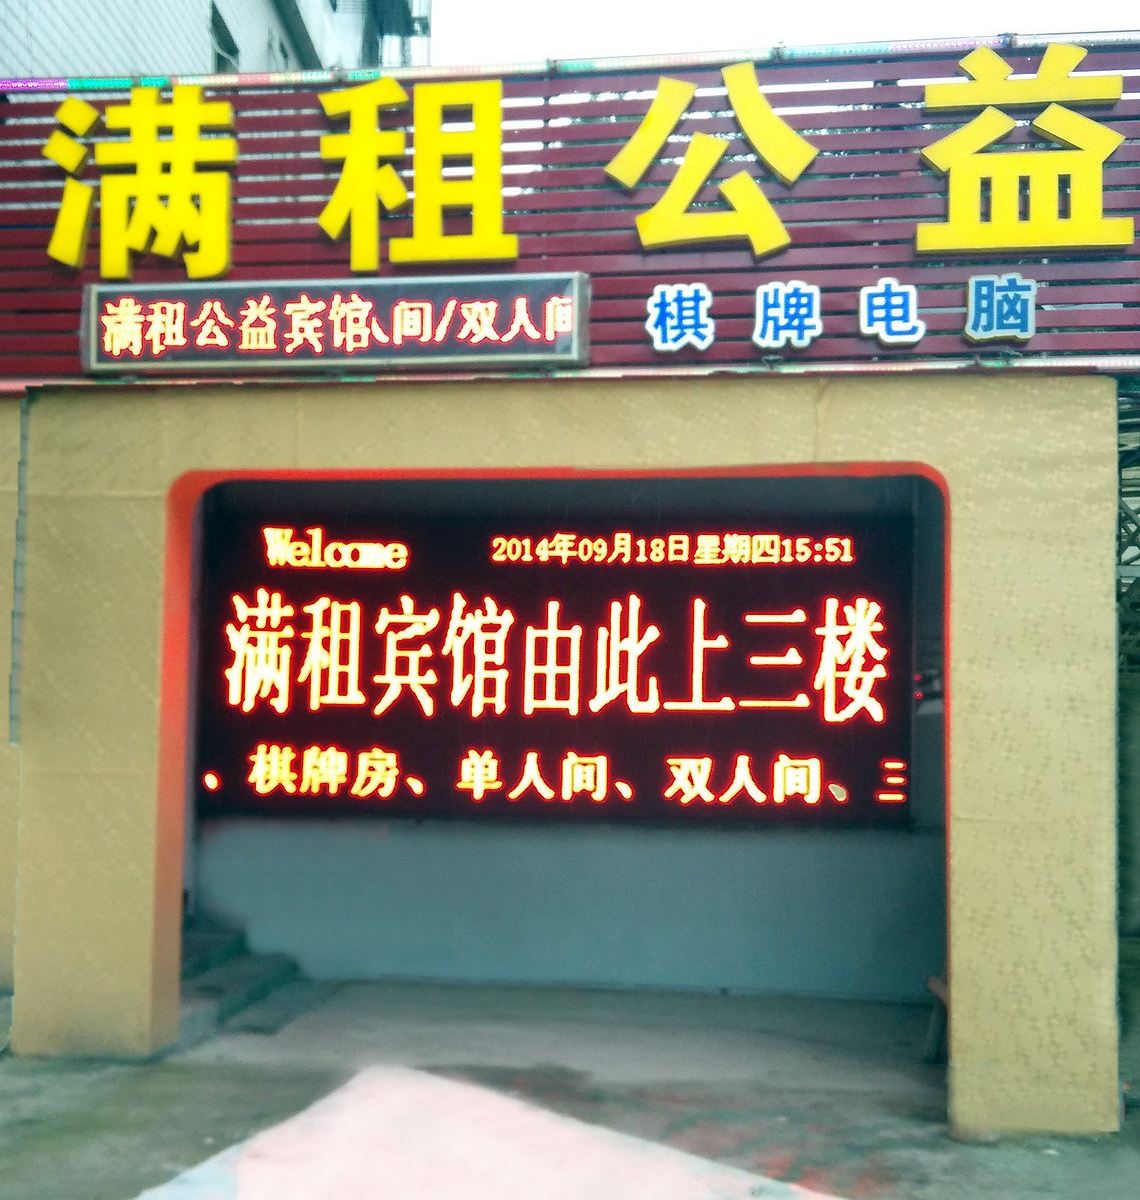 满租公益
满租公益宾馆、间/双人间
棋牌电脑
Welcome 2014年09月18日星期四15:51
满租宾馆由此上三楼
、棋牌房、单人间、双人间、三